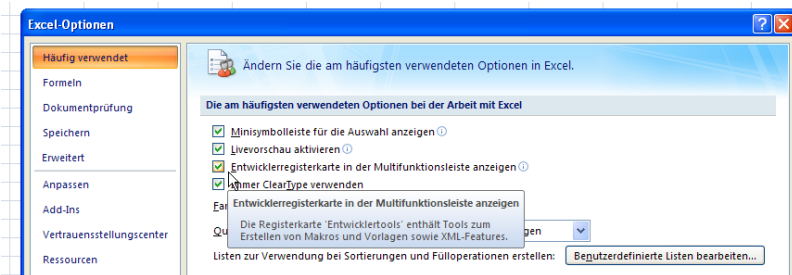 Excel-Optionen
Häufig verwendet
Formeln
Dokumentprüfung
Speichern
Erweitert
Anpassen
Add-Ins
Vertrauensstellungscenter
Ressourcen
Ändern Sie die am häufigsten verwendeten Optionen in Excel.
Die am häufigsten verwendeten Optionen bei der Arbeit mit Excel
Minisymbolleiste für die Auswahl anzeigen
Livevorschau aktivieren
Entwicklerregisterkarte in der Multifunktionsleiste anzeigen
Immer ClearType verwenden
Entwicklerregisterkarte in der Multifunktionsleiste anzeigen
Die Registerkarte 'Entwicklertools' enthält Tools zum
Erstellen von Makros und Vorlagen sowie XML-Features.
Listen zur Verwendung bei Sortierungen und Fülloperationen erstellen: Benutzerdefinierte Listen bearbeiten...